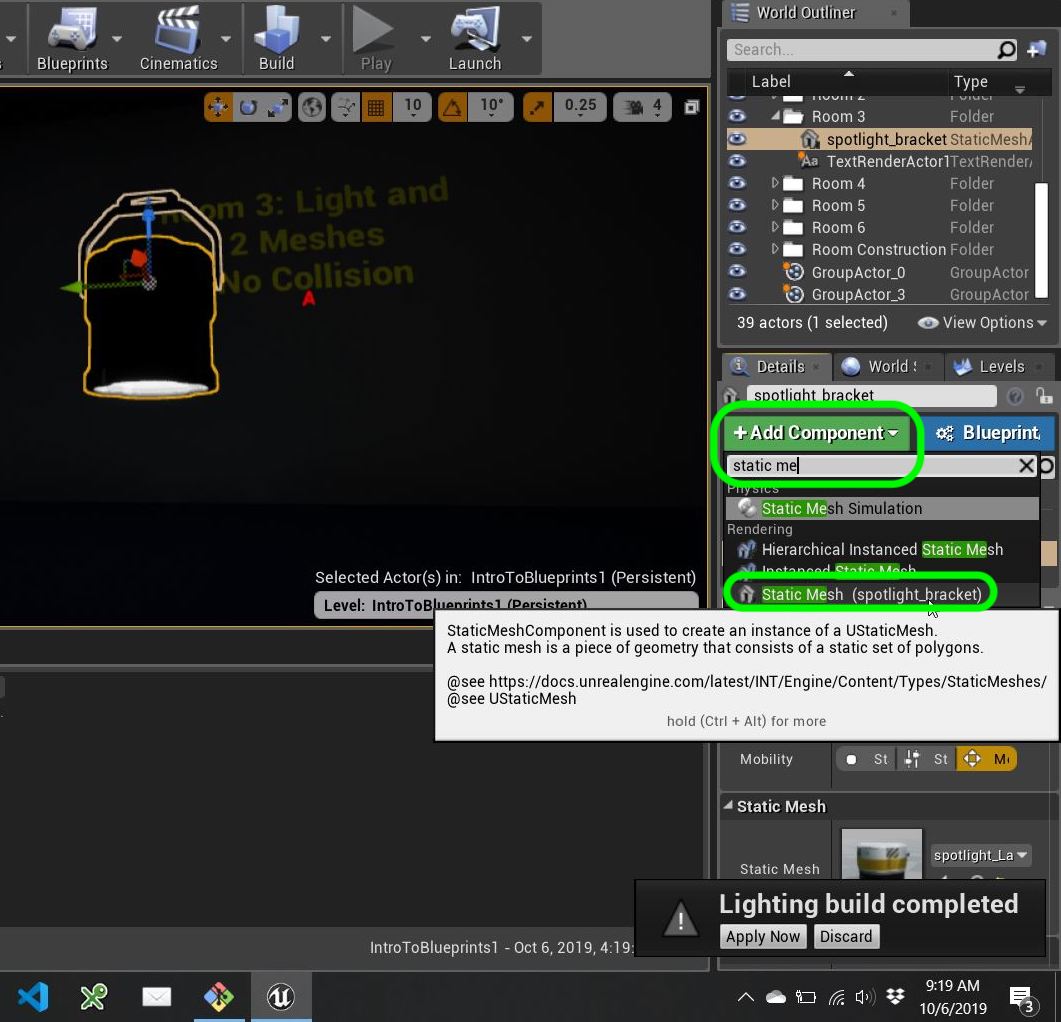 World Outliner
Blueprints
Cinematics
Build
Play
Launch
Search...
Label
Type
10
10°
0.25
4
Room 2
Room 3
Folder
spotlight_bracket
StaticMeshA
TextRenderActor1
TextRender
Room 4
Folder
Room 5
Folder
Room 6
Folder
Room Construction
Folder
GroupActor_0
GroupActor
GroupActor_3
GroupActor
39 actors (1 selected)
View Options
oom 3: Light and
2 Meshes
No Collision
A
Details
World S
Levels
spotlight_bracket
+Add Component
Blueprint
static me
Physics
Static Mesh Simulation
Rendering
Hierarchical Instanced Static Mesh
Instanced Static Mesh
Static Mesh (spotlight_bracket)
Selected Actor(s) in: IntroToBlueprints1 (Persistent)
Level: IntroToBlueprints1 (Persistent)
StaticMeshComponent is used to create an instance of a UStaticMesh.
A static mesh is a piece of geometry that consists of a static set of polygons.
@see https://docs.unrealengine.com/latest/INT/Engine/Content/Types/StaticMeshes/
@see UStaticMesh
hold (Ctrl + Alt) for more
Mobility
St
St
Mo
Static Mesh
Static Mesh
spotlight_La
Lighting build completed
Apply Now
Discard
IntroToBlueprints1 - Oct 6, 2019, 4:19:
9:19 AM
10/6/2019
3